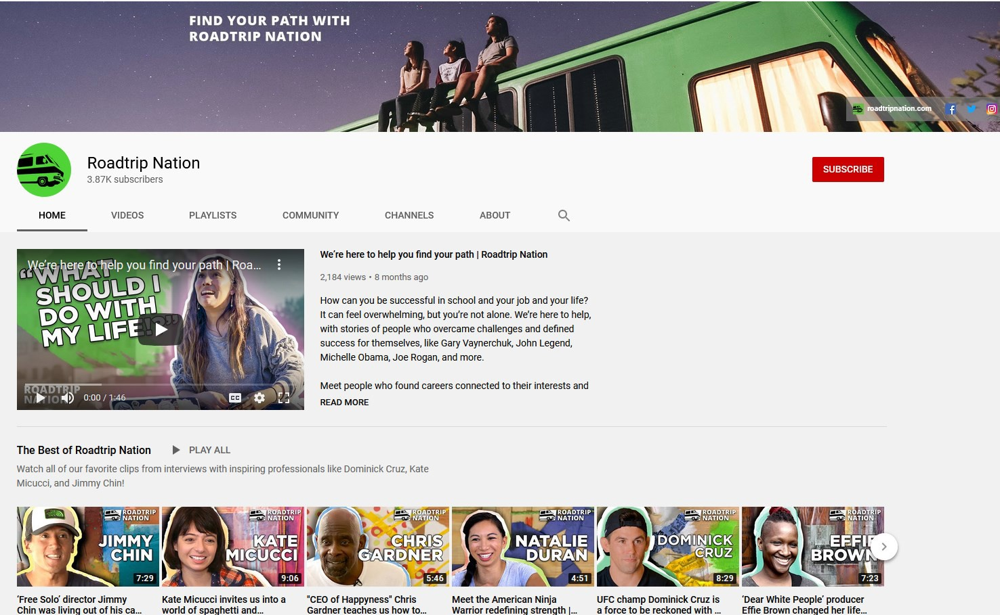 FIND YOUR PATH WITH
ROADTRIP NATION
roadtripnation.com
Roadtrip Nation
3.87K subscribers
SUBSCRIBE
HOME
VIDEOS
PLAYLISTS
COMMUNITY
CHANNELS
ABOUT
We're here to help you find your path | Roa...
"WHAT
SHOULD I
DO WITH
MY LIFE!?"
ROADTRIP
NATION
0:00 / 1:46
CC
We're here to help you find your path | Roadtrip Nation
2,184 views • 8 months ago
How can you be successful in school and your job and your life?
It can feel overwhelming, but you're not alone. We're here to help,
with stories of people who overcame challenges and defined
success for themselves, like Gary Vaynerchuk, John Legend,
Michelle Obama, Joe Rogan, and more.
Meet people who found careers connected to their interests and
READ MORE
The Best of Roadtrip Nation
PLAY ALL
Watch all of our favorite clips from interviews with inspiring professionals like Dominick Cruz, Kate
Micucci, and Jimmy Chin!
ROADTRIP
NATION
JIMMY
CHIN
7:29
ROADTRIP
NATION
KATE
MICUCCI
9:06
ROADTRIP
NATION
CHRIS
GARDNER
5:46
ROADTRIP
NATION
NATALIE
DURAN
4:51
ROADTRIP
NATION
DOMINICK
CRUZ
8:29
ROADTRIP
NATION
EFFIE
BROWN
7:23
'Free Solo' director Jimmy
Chin was living out of his ca...
Kate Micucci invites us into a
world of spaghetti and...
"CEO of Happyness" Chris
Gardner teaches us how to...
Meet the American Ninja
Warrior redefining strength |...
UFC champ Dominick Cruz is
a force to be reckoned with ...
'Dear White People' producer
Effie Brown changed her life...